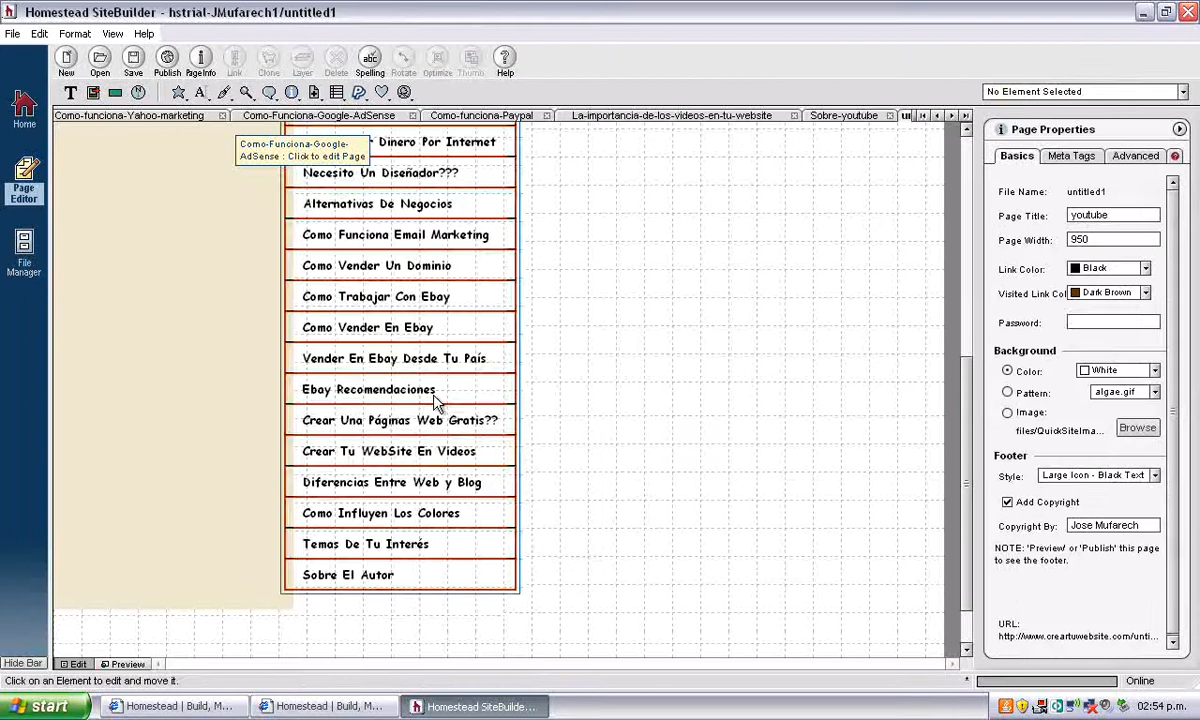 Homestead SiteBuilder - hstrial-JMufarech1/untitled1
File Edit Format View Help
New Open Save Publish PageInfo Link Clone Layer Delete Spelling Rotate Optimize Thumb Help
No Element Selected
Como-funciona-Yahoo-marketing Como-Funciona-Google-AdSense Como-funciona-Paypal La-importancia-de-los-videos-en-tu-website Sobre-youtube
Home
Page Editor
File Manager
Como-Funciona-Google-
AdSense : Click to edit Page
Dinero Por Internet
Necesito Un Diseñador???
Alternativas De Negocios
Como Funciona Email Marketing
Como Vender Un Dominio
Como Trabajar Con Ebay
Como Vender En Ebay
Vender En Ebay Desde Tu País
Ebay Recomendaciones
Crear Una Páginas Web Gratis??
Crear Tu WebSite En Videos
Diferencias Entre Web y Blog
Como Influyen Los Colores
Temas De Tu Interés
Sobre El Autor
Page Properties
Basics Meta Tags Advanced
File Name: untitled1
Page Title: youtube
Page Width: 950
Link Color: Black
Visited Link Col Dark Brown
Password:
Background
Color: White
Pattern: algae.gif
Image:
files/QuickSiteIma... Browse
Footer
Style: Large Icon - Black Text
Add Copyright
Copyright By: Jose Mufarech
NOTE: 'Preview' or 'Publish' this page
to see the footer.
URL:
http://www.creartuwebsite.com/unti...
Hide Bar Edit Preview
Click on an Element to edit and move it. Online
start Homestead | Build, M... Homestead | Build, M... Homestead SiteBuilde... 02:54 p.m.